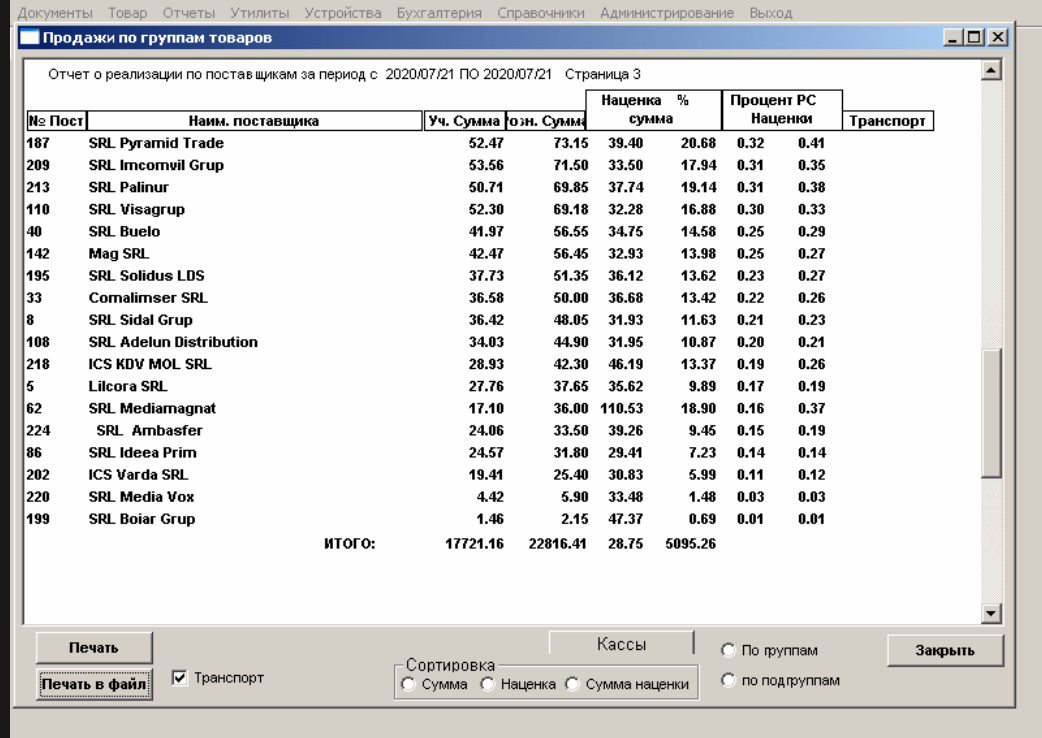 Документы Товар Отчеты Утилиты Устройства Бухгалтерия Справочники Администрирование Выход
Продажи по группам товаров
Отчет о реализации по поставщикам за период с 2020/07/21 ПО 2020/07/21 Страница 3
Наценка % Процент РС
№ Пост Наим. поставщика Уч. Сумма озн. Сумма сумма Наценки Транспорт
187 SRL Pyramid Trade 52.47 73.15 39.40 20.68 0.32 0.41
209 SRL Imcomvil Grup 53.56 71.50 33.50 17.94 0.31 0.35
213 SRL Palinur 50.71 69.85 37.74 19.14 0.31 0.38
110 SRL Visagrup 52.30 69.18 32.28 16.88 0.30 0.33
40 SRL Buelo 41.97 56.55 34.75 14.58 0.25 0.29
142 Mag SRL 42.47 56.45 32.93 13.98 0.25 0.27
195 SRL Solidus LDS 37.73 51.35 36.12 13.62 0.23 0.27
33 Comalimser SRL 36.58 50.00 36.68 13.42 0.22 0.26
8 SRL Sidal Grup 36.42 48.05 31.93 11.63 0.21 0.23
108 SRL Adelun Distribution 34.03 44.90 31.95 10.87 0.20 0.21
218 ICS KDV MOL SRL 28.93 42.30 46.19 13.37 0.19 0.26
5 Lilcora SRL 27.76 37.65 35.62 9.89 0.17 0.19
62 SRL Mediamagnat 17.10 36.00 110.53 18.90 0.16 0.37
224 SRL Ambasfer 24.06 33.50 39.26 9.45 0.15 0.19
86 SRL Ideea Prim 24.57 31.80 29.41 7.23 0.14 0.14
202 ICS Varda SRL 19.41 25.40 30.83 5.99 0.11 0.12
220 SRL Media Vox 4.42 5.90 33.48 1.48 0.03 0.03
199 SRL Boiar Grup 1.46 2.15 47.37 0.69 0.01 0.01
ИТОГО: 17721.16 22816.41 28.75 5095.26
Печать Кассы По группам Закрыть
Печать в файл Транспорт Сортировка
Сумма Наценка Сумма наценки по подгруппам